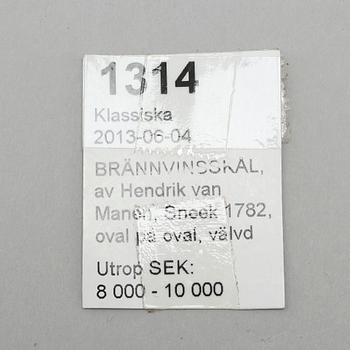 1314
Klassiska
2013-06-04
BRÄNNVINSSKÅL,
av Hendrik van
Manen, Sneek 1782,
oval på oval, välvd
Utrop SEK:
8 000 - 10 000